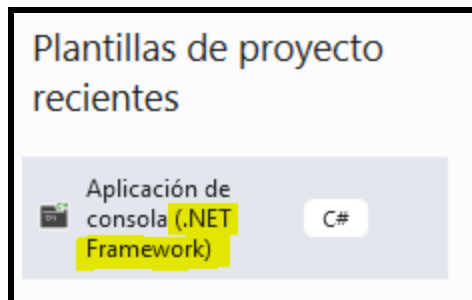 Plantillas de proyecto
recientes
Aplicación de
consola (.NET
Framework)
C#